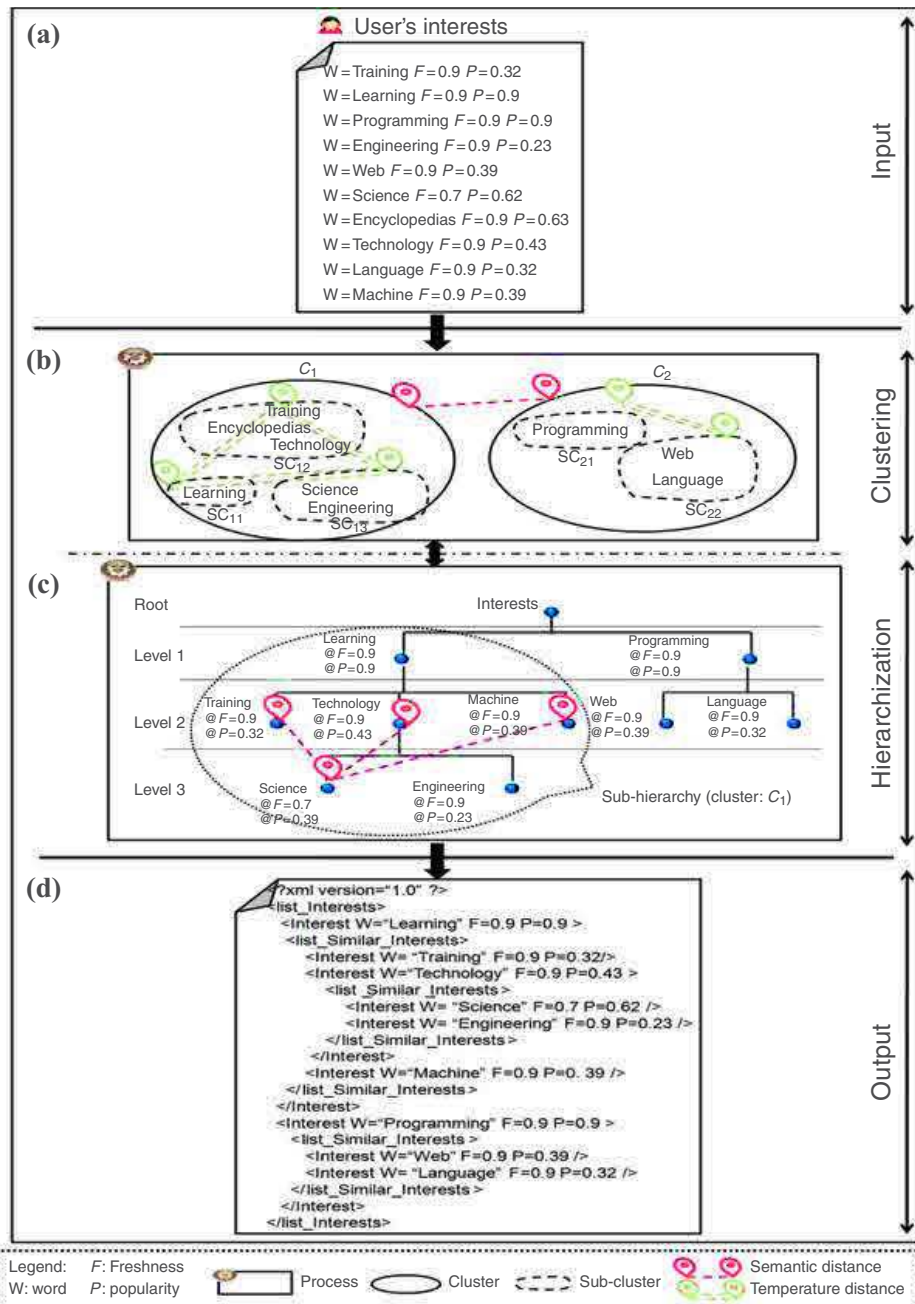 (a)
User's interests
W=Training F=0.9 P=0.32
W=Learning F=0.9 P=0.9
W=Programming F=0.9 P=0.9
W=Engineering F=0.9 P=0.23
W=Web F=0.9 P=0.39
W=Science F=0.7 P=0.62
W=Encyclopedias F=0.9 P=0.63
W=Technology F=0.9 P=0.43
W=Language F=0.9 P=0.32
W=Machine F=0.9 P=0.39
Input
(b)
C1
C2
Training
Encyclopedias
Technology
SC12
Learning
SC11
Science
Engineering
SC13
Programming
SC21
Web
Language
SC22
Clustering
(c)
Root
Interests
Level 1
Learning
@F=0.9
@P=0.9
Programming
@F=0.9
@P=0.9
Level 2
Training
@F=0.9
@P=0.32
Technology
@F=0.9
@P=0.43
Machine
@F=0.9
@P=0.39
Web
@F=0.9
@P=0.39
Language
@F=0.9
@P=0.32
Level 3
Science
@F=0.7
@P=0.39
Engineering
@F=0.9
@P=0.23
Sub-hierarchy (cluster: C1)
Hierarchization
(d)
?xml version="1.0" ?>
<list_Interests>
<Interest W="Learning" F=0.9 P=0.9 >
<list_Similar_Interests>
<Interest W= "Training" F=0.9 P=0.32/>
<Interest W="Technology" F=0.9 P=0.43 >
<list_Similar_Interests >
<Interest W= "Science" F=0.7 P=0.62 />
<Interest W= "Engineering" F=0.9 P=0.23 />
</list_Similar_Interests >
</Interest>
<Interest W="Machine" F=0.9 P=0. 39 />
</list_Similar_Interests>
</Interest>
<Interest W="Programming" F=0.9 P=0.9 >
<list_Similar_Interests >
<Interest W="Web" F=0.9 P=0.39 />
<Interest W= "Language" F=0.9 P=0.32 />
</list_Similar_Interests >
</Interest>
</list_Interests>
Output
Legend: F: Freshness
W: word P: popularity
Process
Cluster
Sub-cluster
Semantic distance
Temperature distance